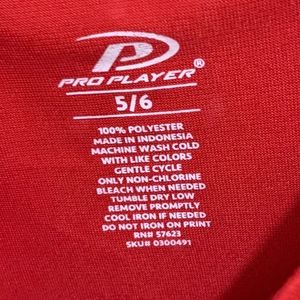 PRO PLAYER®
5/6
100% POLYESTER
MADE IN INDONESIA
MACHINE WASH COLD
WITH LIKE COLORS
GENTLE CYCLE
ONLY NON-CHLORINE
BLEACH WHEN NEEDED
TUMBLE DRY LOW
REMOVE PROMPTLY
COOL IRON IF NEEDED
DO NOT IRON ON PRINT
RN# 57623
SKU# 0300491